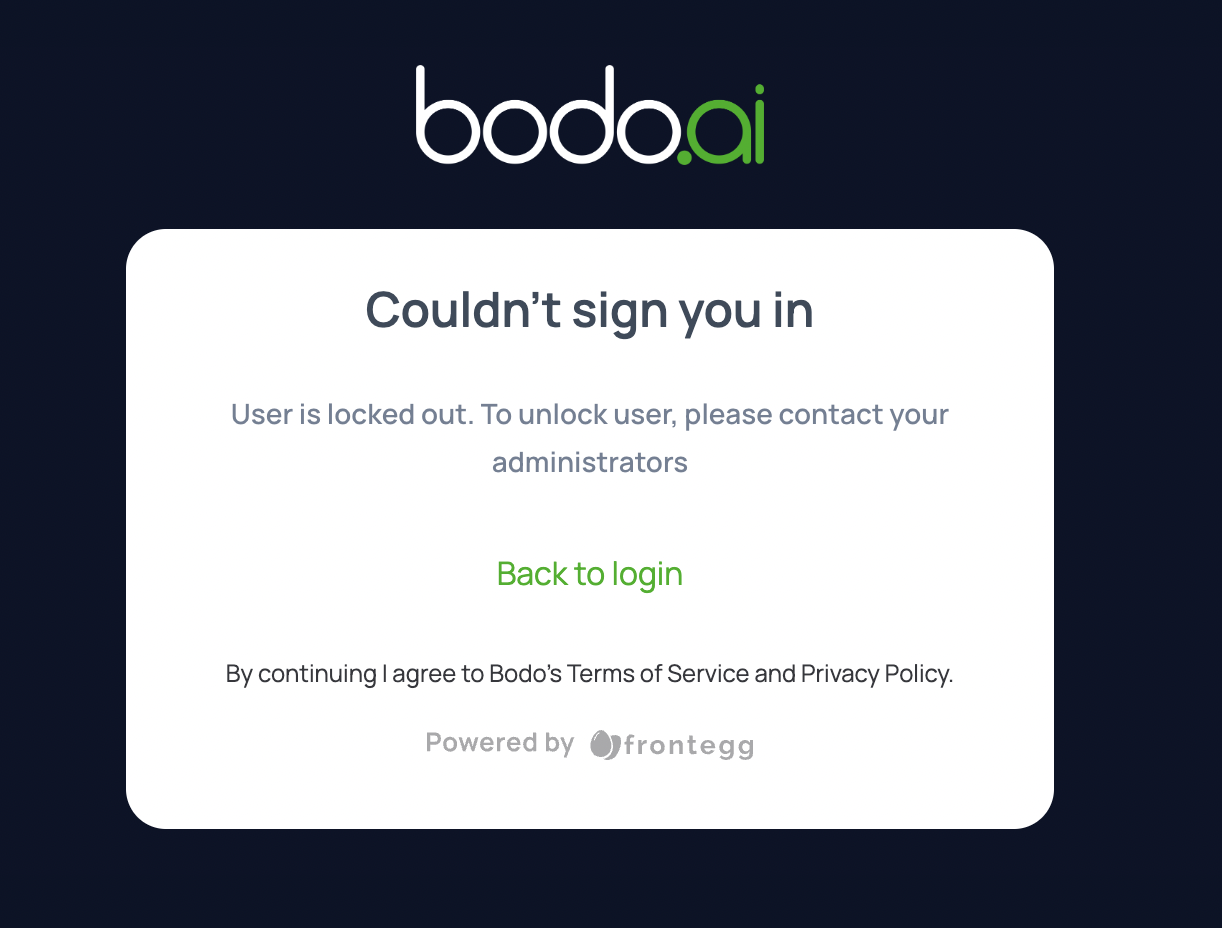 bodo.ai
Couldn't sign you in
User is locked out. To unlock user, please contact your
administrators
Back to login
By continuing I agree to Bodo's Terms of Service and Privacy Policy.
Powered by frontegg